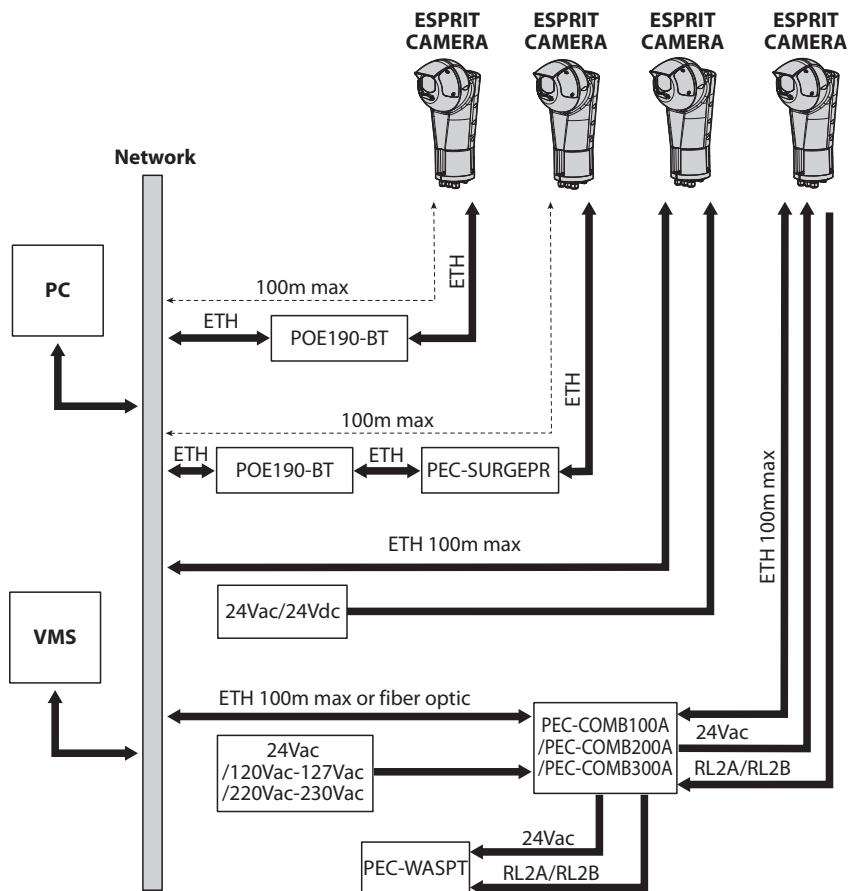 ESPRIT
CAMERA
ESPRIT
CAMERA
ESPRIT
CAMERA
ESPRIT
CAMERA
Network
PC
100m max
ETH
ETH
POE190-BT
100m max
ETH
ETH
ETH
POE190-BT
PEC-SURGEPR
ETH 100m max
ETH 100m max
24Vac/24Vdc
VMS
ETH 100m max or fiber optic
PEC-COMB100A
/PEC-COMB200A
/PEC-COMB300A
24Vac
RL2A/RL2B
24Vac
/120Vac-127Vac
/220Vac-230Vac
24Vac
PEC-WASPT
RL2A/RL2B